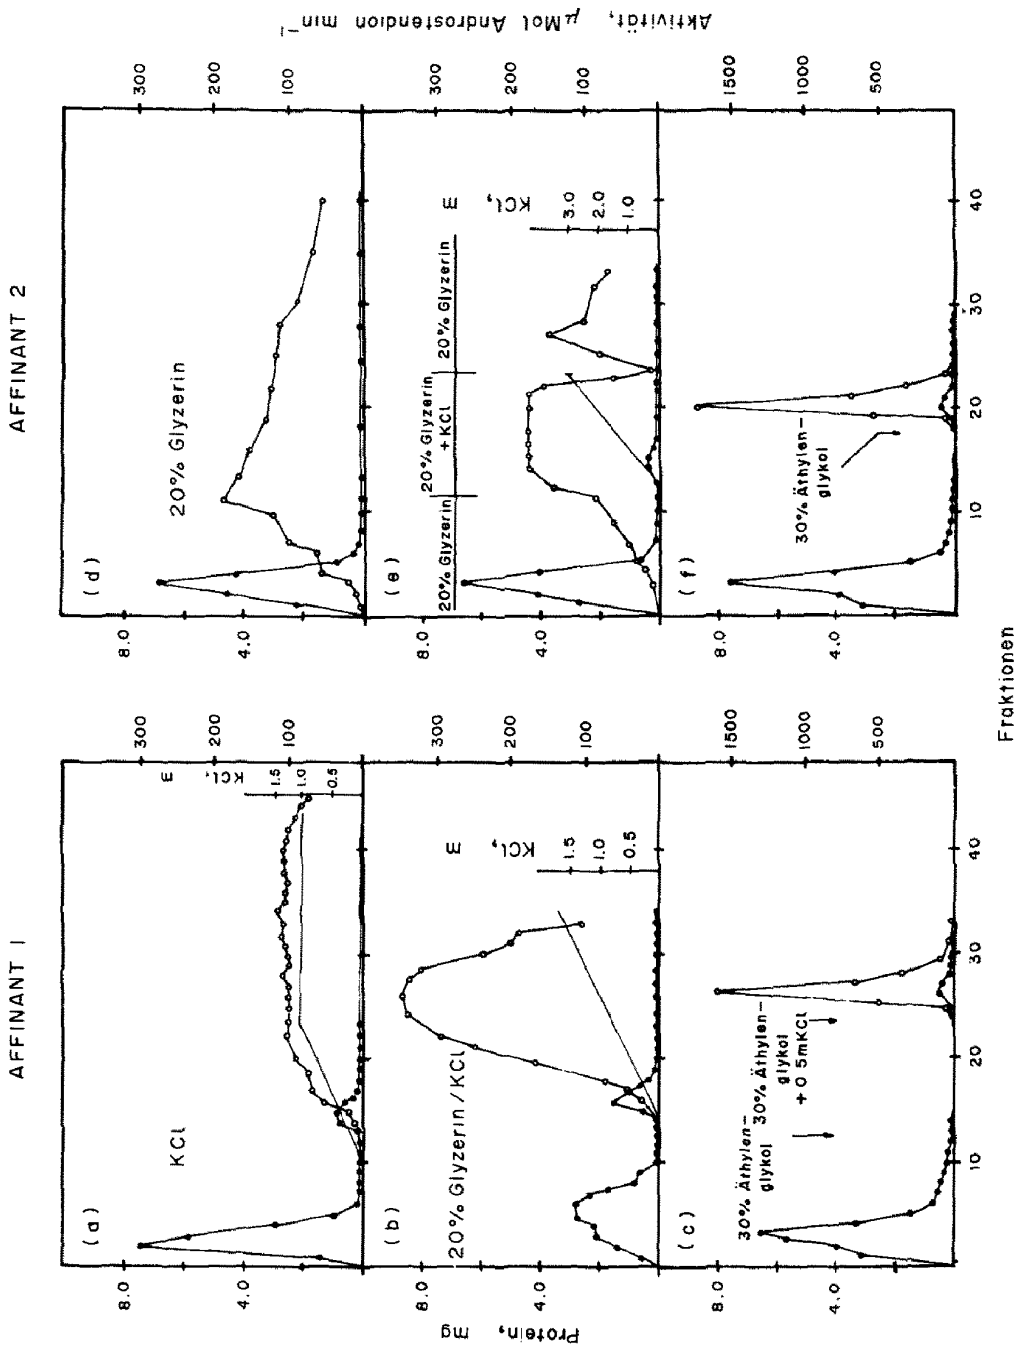 AFFINANT 1
AFFINANT 2
(a)
KCl
KCl, m
1.5
1.0
0.5
8.0
4.0
300
200
100
(b)
20% Glyzerin/KCl
KCl, m
1.5
1.0
0.5
8.0
4.0
300
200
100
(c)
30% Äthylen-
glykol
30% Äthylen-
glykol
+0 5mKCl
8.0
4.0
1500
1000
500
10
20
30
40
(d)
20% Glyzerin
8.0
4.0
300
200
100
(e)
20% Glyzerin
20% Glyzerin
+KCl
20% Glyzerin
KCl, m
3.0
2.0
1.0
8.0
4.0
300
200
100
(f)
30% Äthylen-
glykol
8.0
4.0
1500
1000
500
10
20
30
40
Protein, mg
Fraktionen
Aktivität, μMol Androstendion min⁻¹